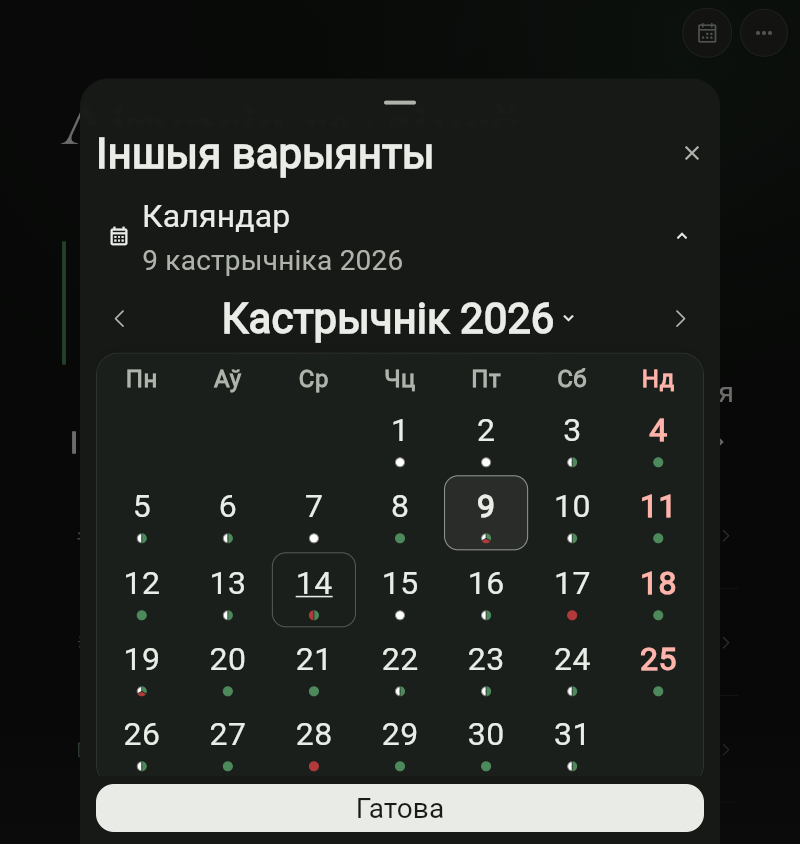 Іншыя варыянты
Каляндар
9 кастрычніка 2026
Кастрычнік 2026
Пн Аў Ср Чц Пт Сб Нд
1 2 3 4
5 6 7 8 9 10 11
12 13 14 15 16 17 18
19 20 21 22 23 24 25
26 27 28 29 30 31
Гатова